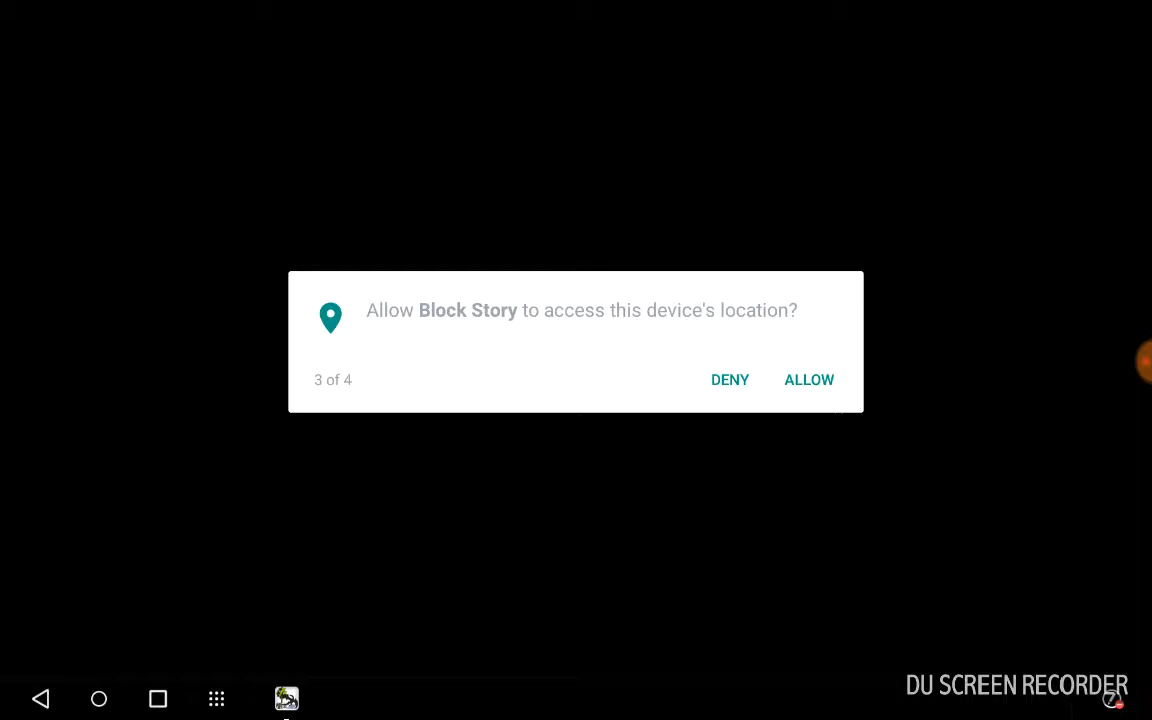 Allow Block Story to access this device's location?
3 of 4
DENY
ALLOW
DU SCREEN RECORDER